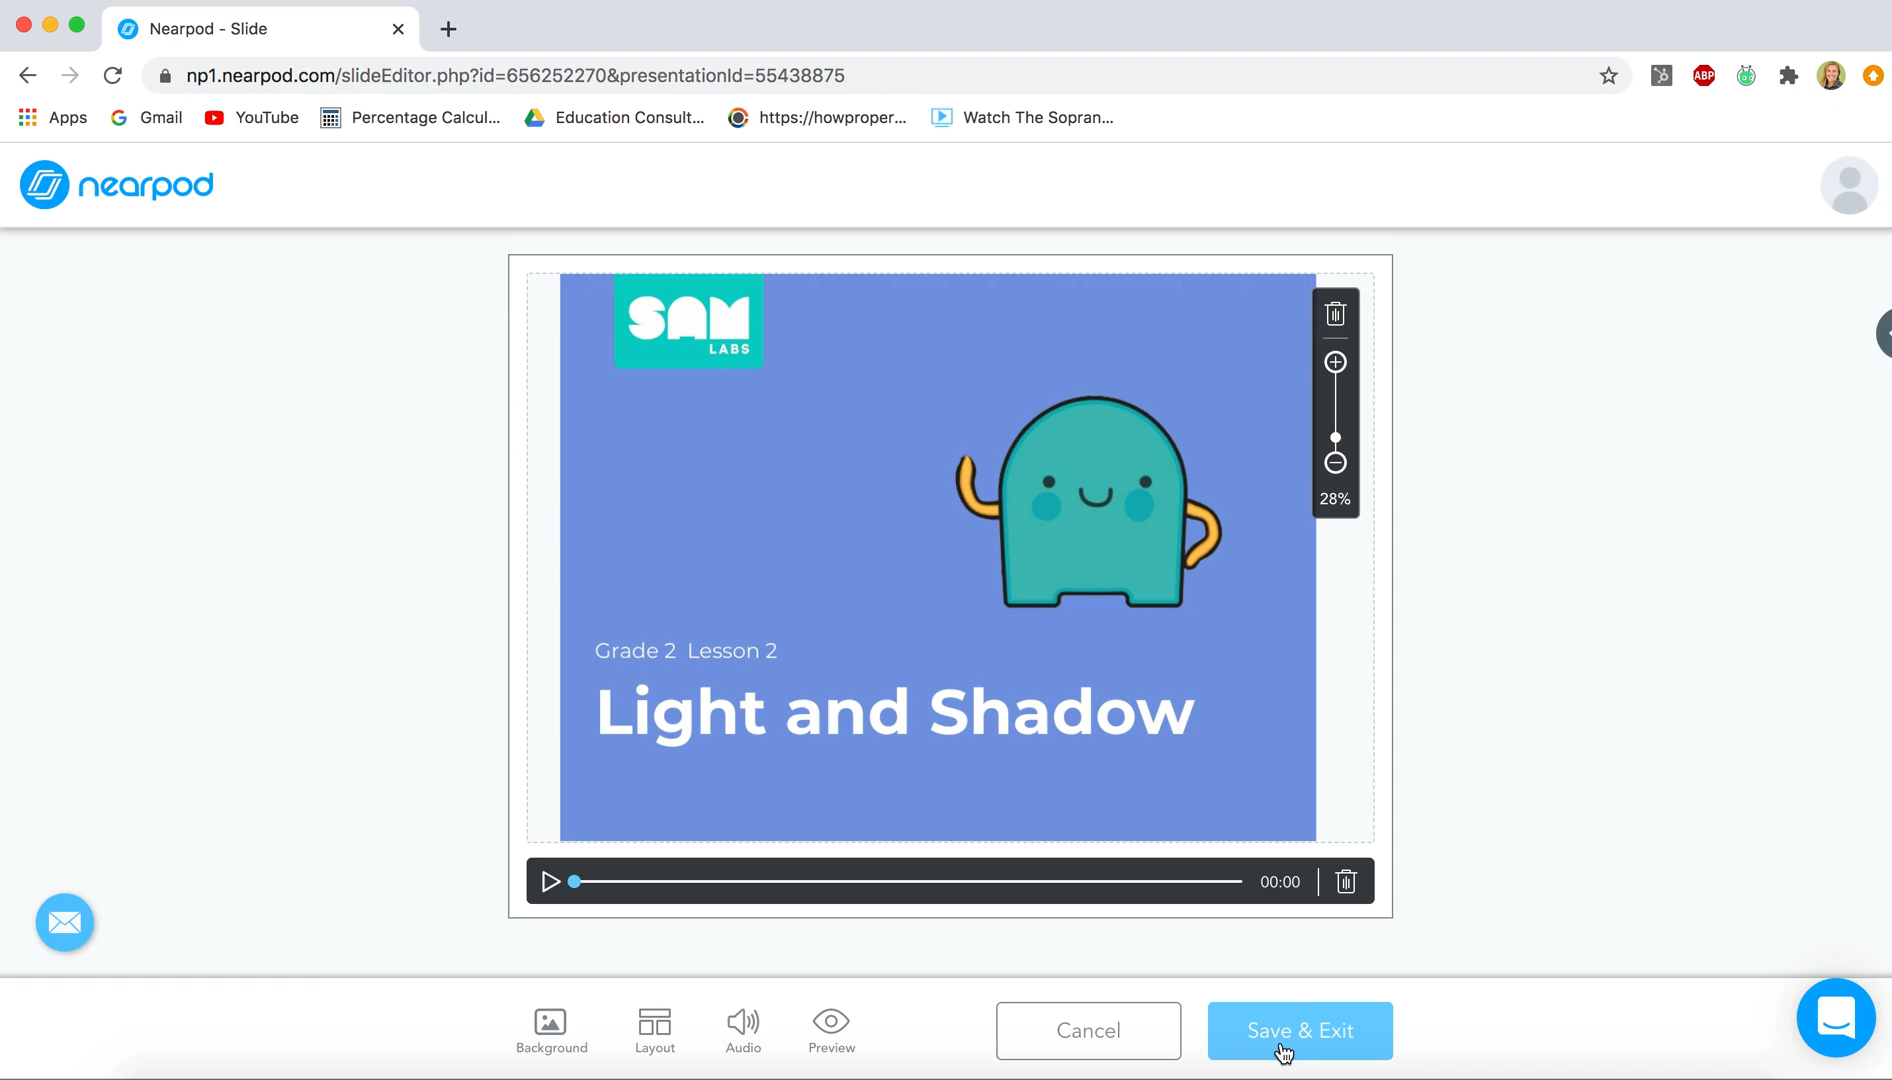 Nearpod - Slide
np1.nearpod.com/slideEditor.php?id=656252270&presentationId=55438875
ABP
Apps Gmail YouTube Percentage Calcul... Education Consult... https://howproper... Watch The Sopran...
nearpod
SAM
LABS
28%
Grade 2 Lesson 2
Light and Shadow
00:00
Background Layout Audio Preview Cancel Save & Exit